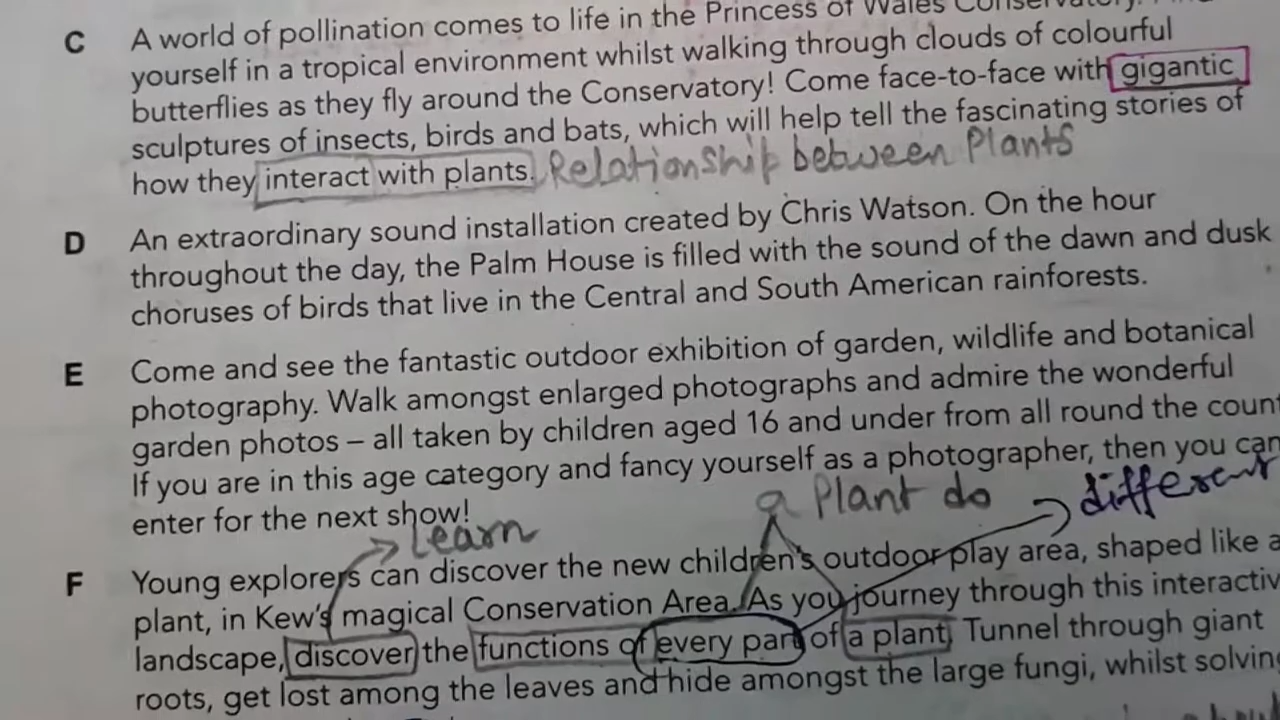 C A world of pollination comes to life in the Princess of Wales Conservatory.
yourself in a tropical environment whilst walking through clouds of colourful
butterflies as they fly around the Conservatory! Come face-to-face with gigantic
sculptures of insects, birds and bats, which will help tell the fascinating stories of
how they interact with plants. Relationship between Plants
D An extraordinary sound installation created by Chris Watson. On the hour
throughout the day, the Palm House is filled with the sound of the dawn and dusk
choruses of birds that live in the Central and South American rainforests.
E Come and see the fantastic outdoor exhibition of garden, wildlife and botanical
photography. Walk amongst enlarged photographs and admire the wonderful
garden photos – all taken by children aged 16 and under from all round the count
If you are in this age category and fancy yourself as a photographer, then you can
enter for the next show!
a Plant do
different
Learn
F Young explorers can discover the new children's outdoor play area, shaped like a
plant, in Kew's magical Conservation Area. As you journey through this interactiv
landscape, discover the functions of every part of a plant. Tunnel through giant
roots, get lost among the leaves and hide amongst the large fungi, whilst solving